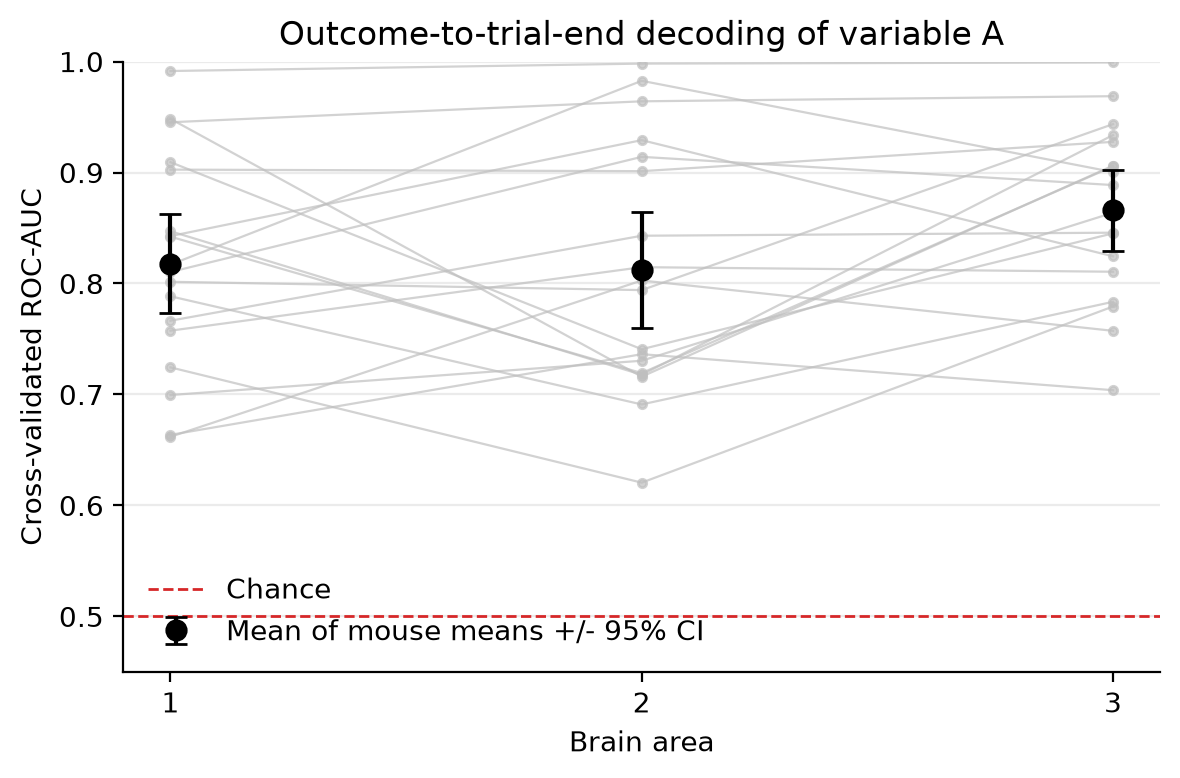 Outcome-to-trial-end decoding of variable A
Cross-validated ROC-AUC
1.0
0.9
0.8
0.7
0.6
0.5
Chance
Mean of mouse means +/- 95% CI
1 2 3
Brain area